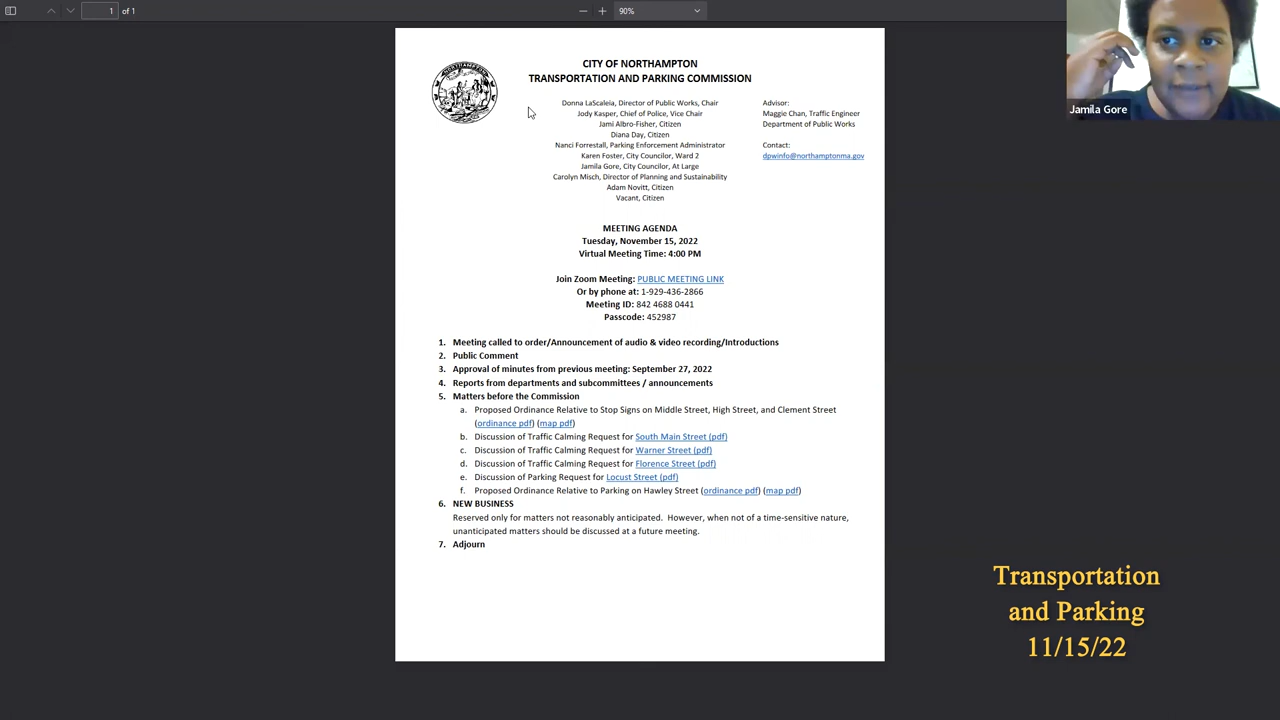 1 of 1
90%
Jamila Gore
NORTHAMPTON
CITY OF NORTHAMPTON
TRANSPORTATION AND PARKING COMMISSION
Donna LaScaleia, Director of Public Works, Chair
Jody Kasper, Chief of Police, Vice Chair
Jami Albro-Fisher, Citizen
Diana Day, Citizen
Nanci Forrestall, Parking Enforcement Administrator
Karen Foster, City Councilor, Ward 2
Jamila Gore, City Councilor, At Large
Carolyn Misch, Director of Planning and Sustainability
Adam Novitt, Citizen
Vacant, Citizen
Advisor:
Maggie Chan, Traffic Engineer
Department of Public Works
Contact:
dpwinfo@northamptonma.gov
MEETING AGENDA
Tuesday, November 15, 2022
Virtual Meeting Time: 4:00 PM
Join Zoom Meeting: PUBLIC MEETING LINK
Or by phone at: 1-929-436-2866
Meeting ID: 842 4688 0441
Passcode: 452987
1. Meeting called to order/Announcement of audio & video recording/Introductions
2. Public Comment
3. Approval of minutes from previous meeting: September 27, 2022
4. Reports from departments and subcommittees / announcements
5. Matters before the Commission
a. Proposed Ordinance Relative to Stop Signs on Middle Street, High Street, and Clement Street
(ordinance pdf) (map pdf)
b. Discussion of Traffic Calming Request for South Main Street (pdf)
c. Discussion of Traffic Calming Request for Warner Street (pdf)
d. Discussion of Traffic Calming Request for Florence Street (pdf)
e. Discussion of Parking Request for Locust Street (pdf)
f. Proposed Ordinance Relative to Parking on Hawley Street (ordinance pdf) (map pdf)
6. NEW BUSINESS
Reserved only for matters not reasonably anticipated. However, when not of a time-sensitive nature,
unanticipated matters should be discussed at a future meeting.
7. Adjourn
Transportation
and Parking
11/15/22